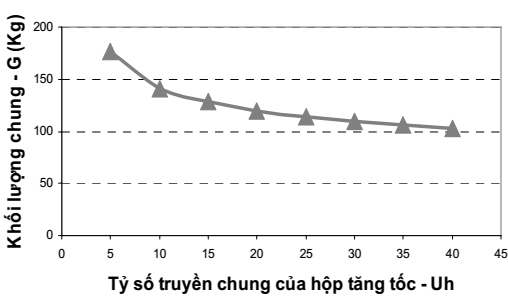 Khối lượng chung - G (Kg)
200
150
100
50
0
0 5 10 15 20 25 30 35 40 45
Tỷ số truyền chung của hộp tăng tốc - Uh